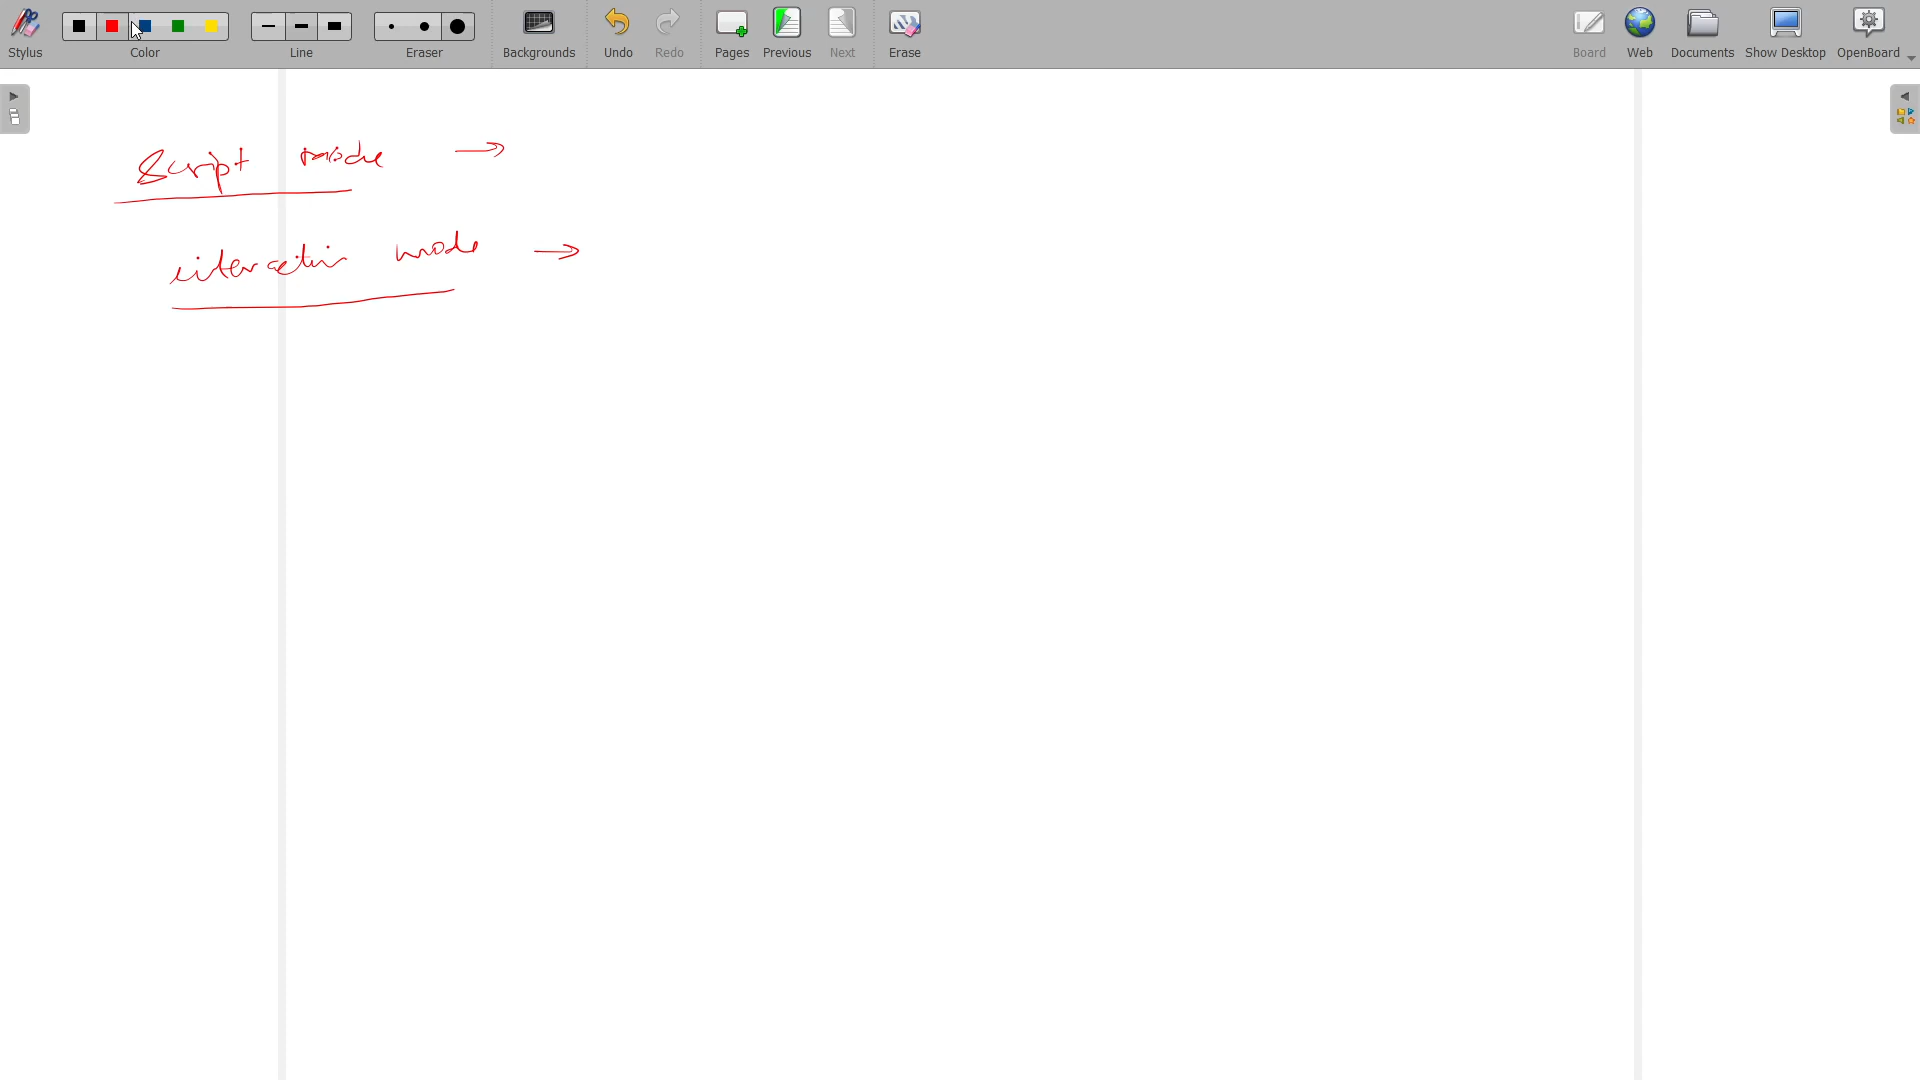 Stylus Color Line Eraser Backgrounds Undo Redo Pages Previous Next Erase Board Web Documents Show Desktop OpenBoard
Script mode →
interactive mode →